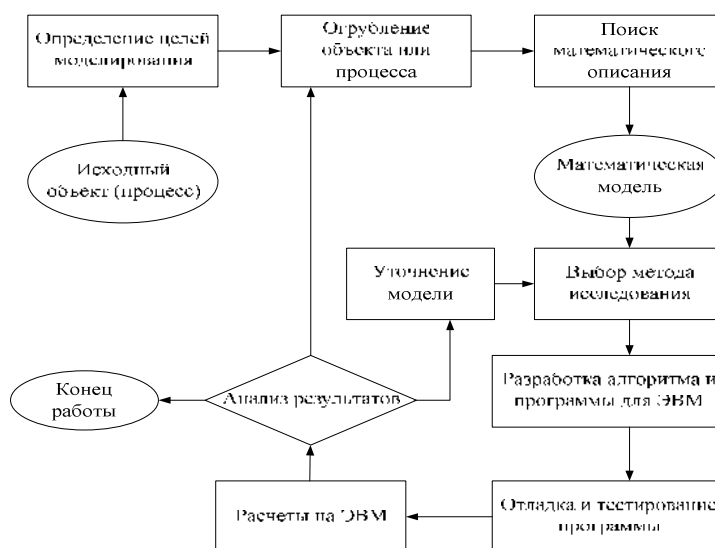 Определение целей
моделирования
Огрубление
объекта или
процесса
Поиск
математического
описания
Исходный
объект (процесс)
Математическая
модель
Уточнение
модели
Выбор метода
исследования
Конец
работы
Анализ результатов
Разработка алгоритма и
программы для ЭВМ
Расчеты на ЭВМ
Отладка и тестирование
программы